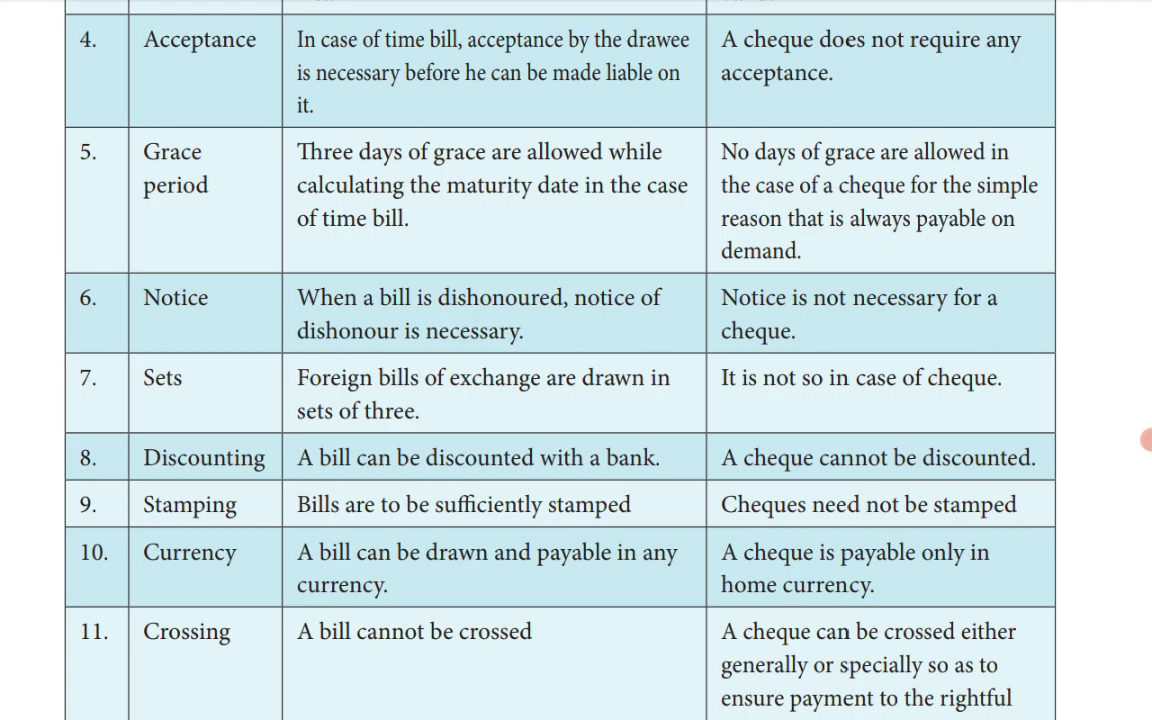 4. Acceptance In case of time bill, acceptance by the drawee A cheque does not require any
is necessary before he can be made liable on acceptance.
it.
5. Grace Three days of grace are allowed while No days of grace are allowed in
period calculating the maturity date in the case the case of a cheque for the simple
of time bill. reason that is always payable on
demand.
6. Notice When a bill is dishonoured, notice of Notice is not necessary for a
dishonour is necessary. cheque.
7. Sets Foreign bills of exchange are drawn in It is not so in case of cheque.
sets of three.
8. Discounting A bill can be discounted with a bank. A cheque cannot be discounted.
9. Stamping Bills are to be sufficiently stamped Cheques need not be stamped
10. Currency A bill can be drawn and payable in any A cheque is payable only in
currency. home currency.
11. Crossing A bill cannot be crossed A cheque can be crossed either
generally or specially so as to
ensure payment to the rightful